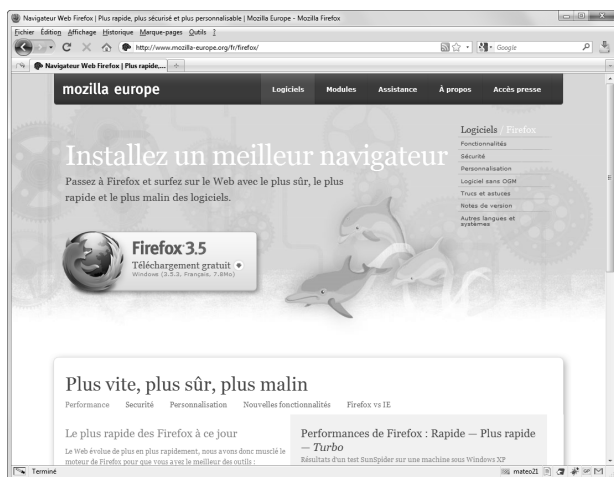 Navigateur Web Firefox | Plus rapide, plus sécurisé et plus personnalisable | Mozilla Europe - Mozilla Firefox
Fichier Édition Affichage Historique Marque-pages Outils ?
http://www.mozilla-europe.org/fr/firefox/
Google
Navigateur Web Firefox | Plus rapide,...
mozilla europe
Logiciels Modules Assistance À propos Accès presse
Logiciels / Firefox
Fonctionnalités
Sécurité
Personnalisation
Logiciel sans OGM
Trucs et astuces
Notes de version
Autres langues et
systèmes
Installez un meilleur navigateur
Passez à Firefox et surfez sur le Web avec le plus sûr, le plus
rapide et le plus malin des logiciels.
Firefox 3.5
Téléchargement gratuit
Windows (3.5.3, Français, 7.8Mo)
Plus vite, plus sûr, plus malin
Performance Securité Personnalisation Nouvelles fonctionnalités Firefox vs IE
Le plus rapide des Firefox à ce jour
Le Web évolue de plus en plus rapidement, nous avons donc musclé le
moteur de Firefox pour que vous ayez le meilleur des outils :
Performances de Firefox : Rapide — Plus rapide
— Turbo
Résultats d'un test SunSpider sur une machine sous Windows XP
Terminé
mateo21